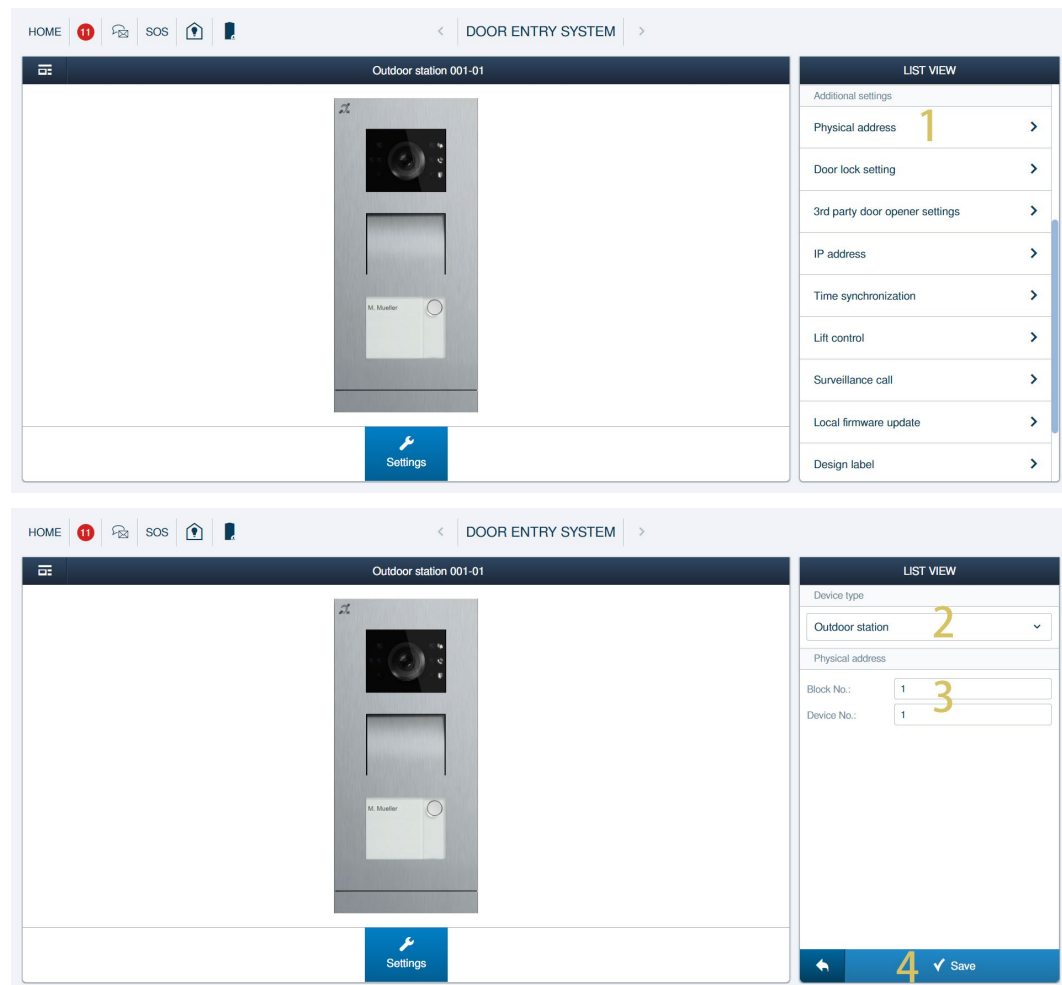 HOME 11 SOS DOOR ENTRY SYSTEM
Outdoor station 001-01
M. Mueller
Settings
LIST VIEW
Additional settings
Physical address 1
Door lock setting
3rd party door opener settings
IP address
Time synchronization
Lift control
Surveillance call
Local firmware update
Design label
HOME 11 SOS DOOR ENTRY SYSTEM
Outdoor station 001-01
M. Mueller
Settings
LIST VIEW
Device type
Outdoor station 2
Physical address
Block No.: 1 3
Device No.: 1
4 Save